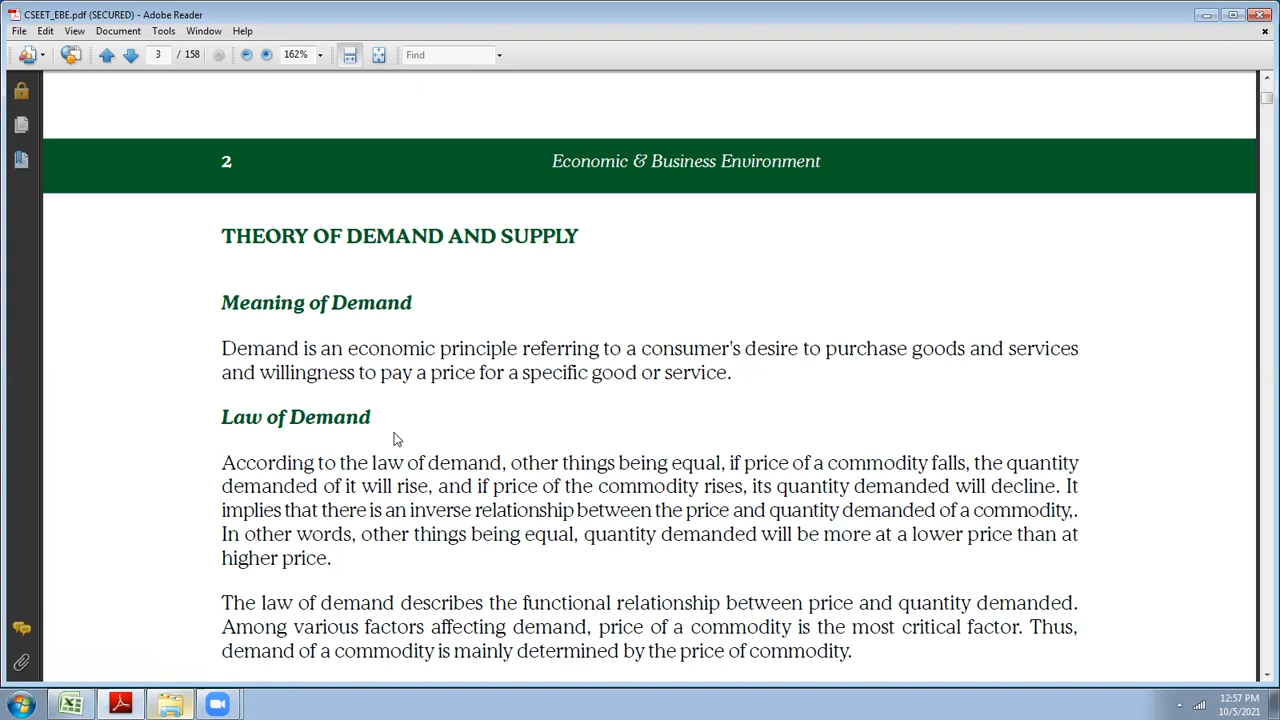 CSEET_EBE.pdf (SECURED) - Adobe Reader
File Edit View Document Tools Window Help
3 / 158 162% Find
2 Economic & Business Environment
THEORY OF DEMAND AND SUPPLY
Meaning of Demand
Demand is an economic principle referring to a consumer's desire to purchase goods and services
and willingness to pay a price for a specific good or service.
Law of Demand
According to the law of demand, other things being equal, if price of a commodity falls, the quantity
demanded of it will rise, and if price of the commodity rises, its quantity demanded will decline. It
implies that there is an inverse relationship between the price and quantity demanded of a commodity,.
In other words, other things being equal, quantity demanded will be more at a lower price than at
higher price.
The law of demand describes the functional relationship between price and quantity demanded.
Among various factors affecting demand, price of a commodity is the most critical factor. Thus,
demand of a commodity is mainly determined by the price of commodity.
12:57 PM
10/5/2021